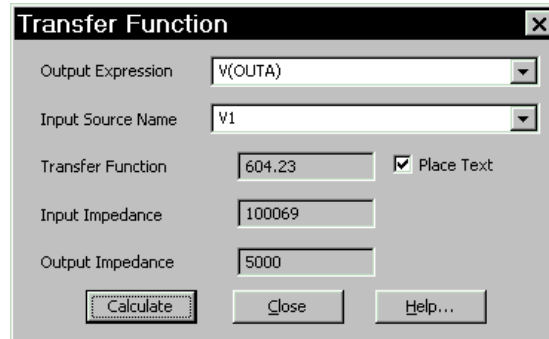 Transfer Function
Output Expression V(OUTA)
Input Source Name V1
Transfer Function 604.23 Place Text
Input Impedance 100069
Output Impedance 5000
Calculate Close Help...